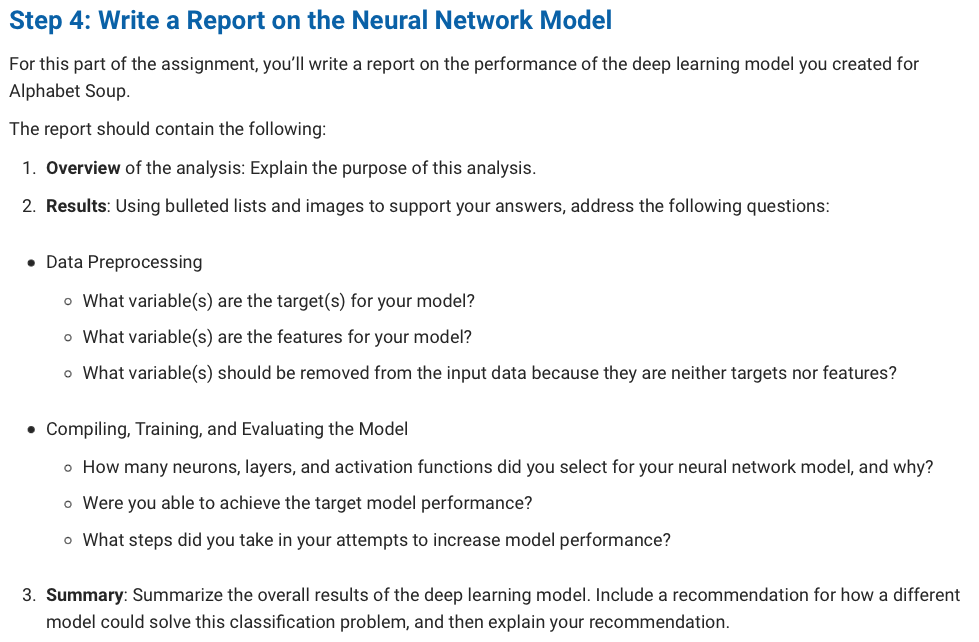 Step 4: Write a Report on the Neural Network Model
For this part of the assignment, you’ll write a report on the performance of the deep learning model you created for
Alphabet Soup.
The report should contain the following:
1. Overview of the analysis: Explain the purpose of this analysis.
2. Results: Using bulleted lists and images to support your answers, address the following questions:
• Data Preprocessing
◦ What variable(s) are the target(s) for your model?
◦ What variable(s) are the features for your model?
◦ What variable(s) should be removed from the input data because they are neither targets nor features?
• Compiling, Training, and Evaluating the Model
◦ How many neurons, layers, and activation functions did you select for your neural network model, and why?
◦ Were you able to achieve the target model performance?
◦ What steps did you take in your attempts to increase model performance?
3. Summary: Summarize the overall results of the deep learning model. Include a recommendation for how a different
model could solve this classification problem, and then explain your recommendation.